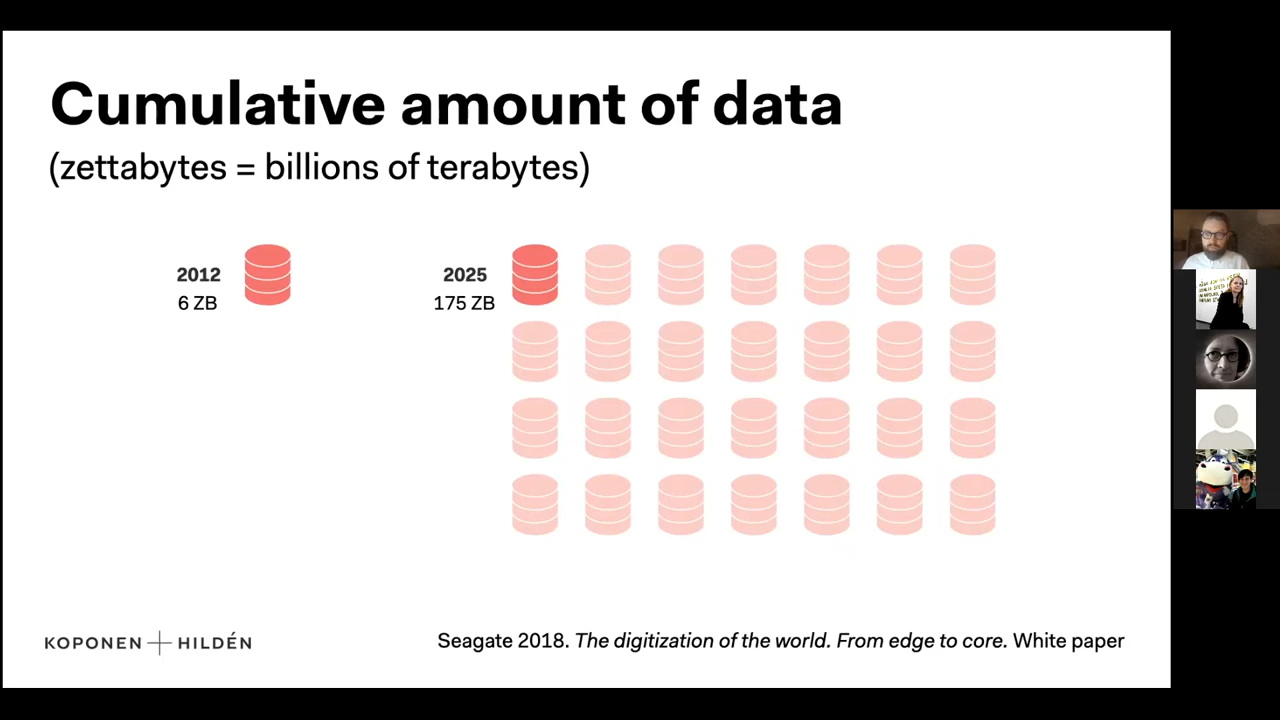 Cumulative amount of data
(zettabytes = billions of terabytes)
2012
6 ZB
2025
175 ZB
KOPONEN + HILDÉN
Seagate 2018. The digitization of the world. From edge to core. White paper